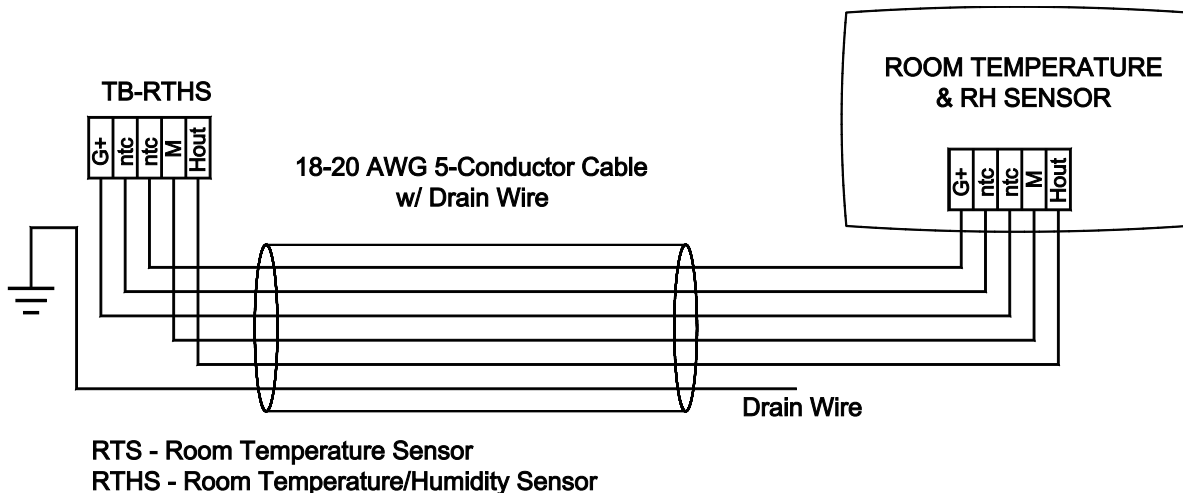 ROOM TEMPERATURE
& RH SENSOR
TB-RTHS
G+ ntc ntc M Hout
18-20 AWG 5-Conductor Cable
w/ Drain Wire
G+ ntc ntc M Hout
Drain Wire
RTS - Room Temperature Sensor
RTHS - Room Temperature/Humidity Sensor